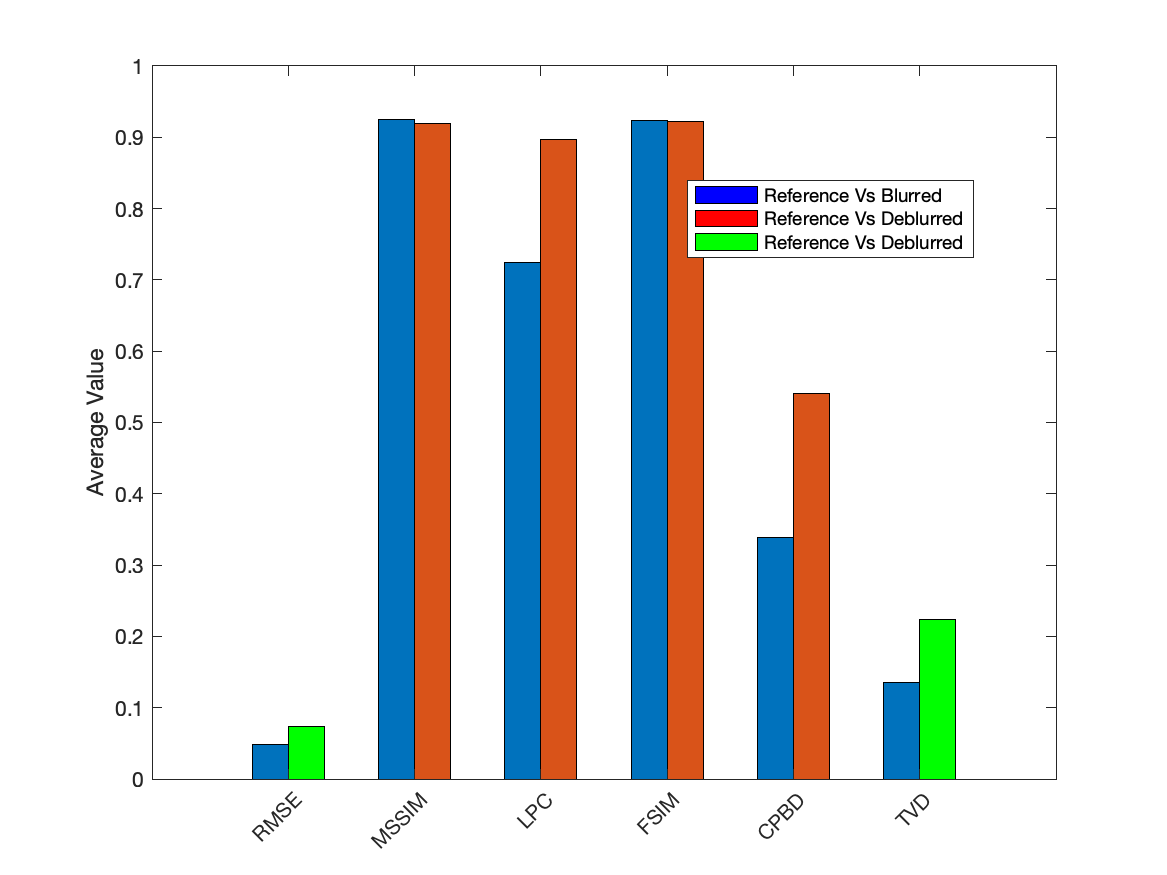 1
0.9
0.8
0.7
0.6
0.5
0.4
0.3
0.2
0.1
0
Average Value
Reference Vs Blurred
Reference Vs Deblurred
Reference Vs Deblurred
RMSE
MSSIM
LPC
FSIM
CPBD
TVD